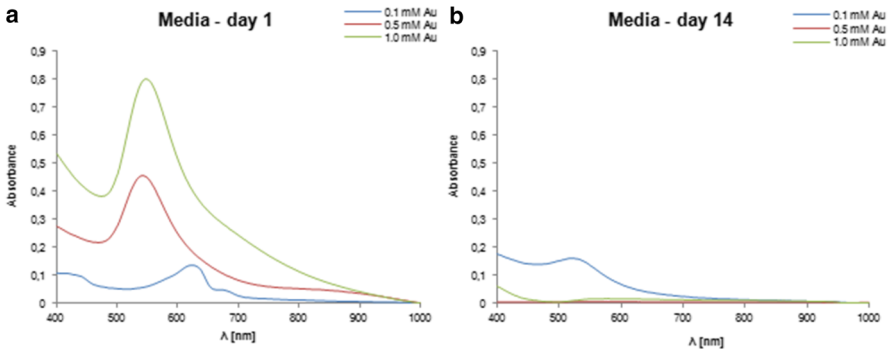 a
Media - day 1
0.1 mM Au
0.5 mM Au
1.0 mM Au
0,9
0,8
0,7
0,6
0,5
0,4
0,3
0,2
0,1
0
Absorbance
400 500 600 700 800 900 1000
λ [nm]
b
Media - day 14
0.1 mM Au
0.5 mM Au
1.0 mM Au
0,9
0,8
0,7
0,6
0,5
0,4
0,3
0,2
0,1
0
Absorbance
400 500 600 700 800 900 1000
λ [nm]